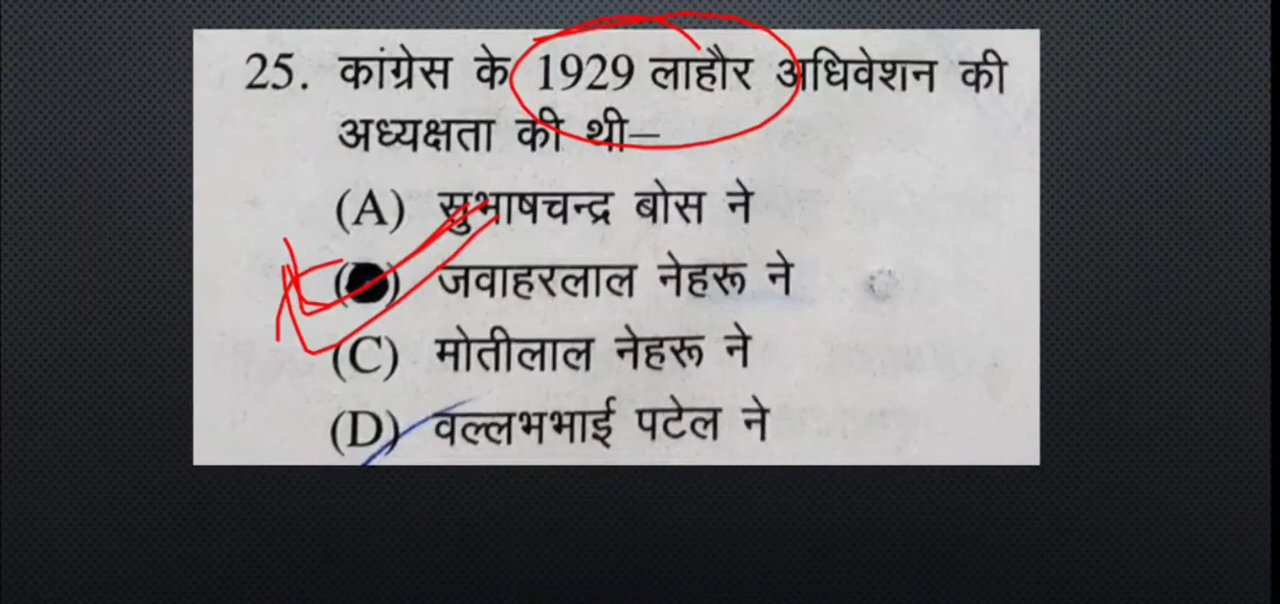 25. कांग्रेस के 1929 लाहौर अधिवेशन की
अध्यक्षता की थी–
(A) सुभाषचन्द्र बोस ने
( ) जवाहरलाल नेहरू ने
(C) मोतीलाल नेहरू ने
(D) वल्लभभाई पटेल ने